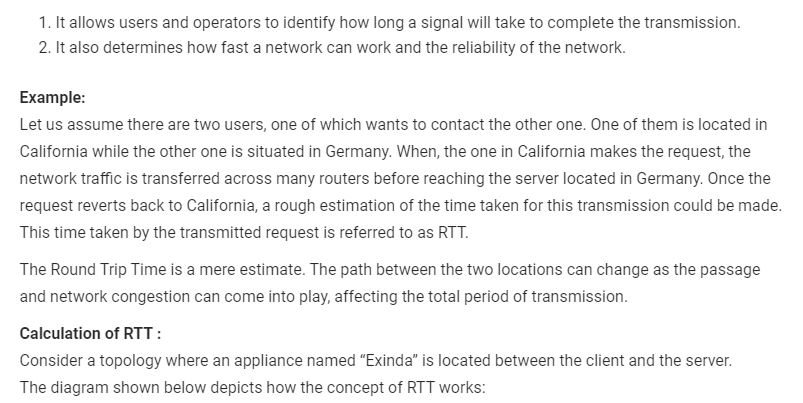 1. It allows users and operators to identify how long a signal will take to complete the transmission.
2. It also determines how fast a network can work and the reliability of the network.
Example:
Let us assume there are two users, one of which wants to contact the other one. One of them is located in
California while the other one is situated in Germany. When, the one in California makes the request, the
network traffic is transferred across many routers before reaching the server located in Germany. Once the
request reverts back to California, a rough estimation of the time taken for this transmission could be made.
This time taken by the transmitted request is referred to as RTT.
The Round Trip Time is a mere estimate. The path between the two locations can change as the passage
and network congestion can come into play, affecting the total period of transmission.
Calculation of RTT :
Consider a topology where an appliance named “Exinda” is located between the client and the server.
The diagram shown below depicts how the concept of RTT works: